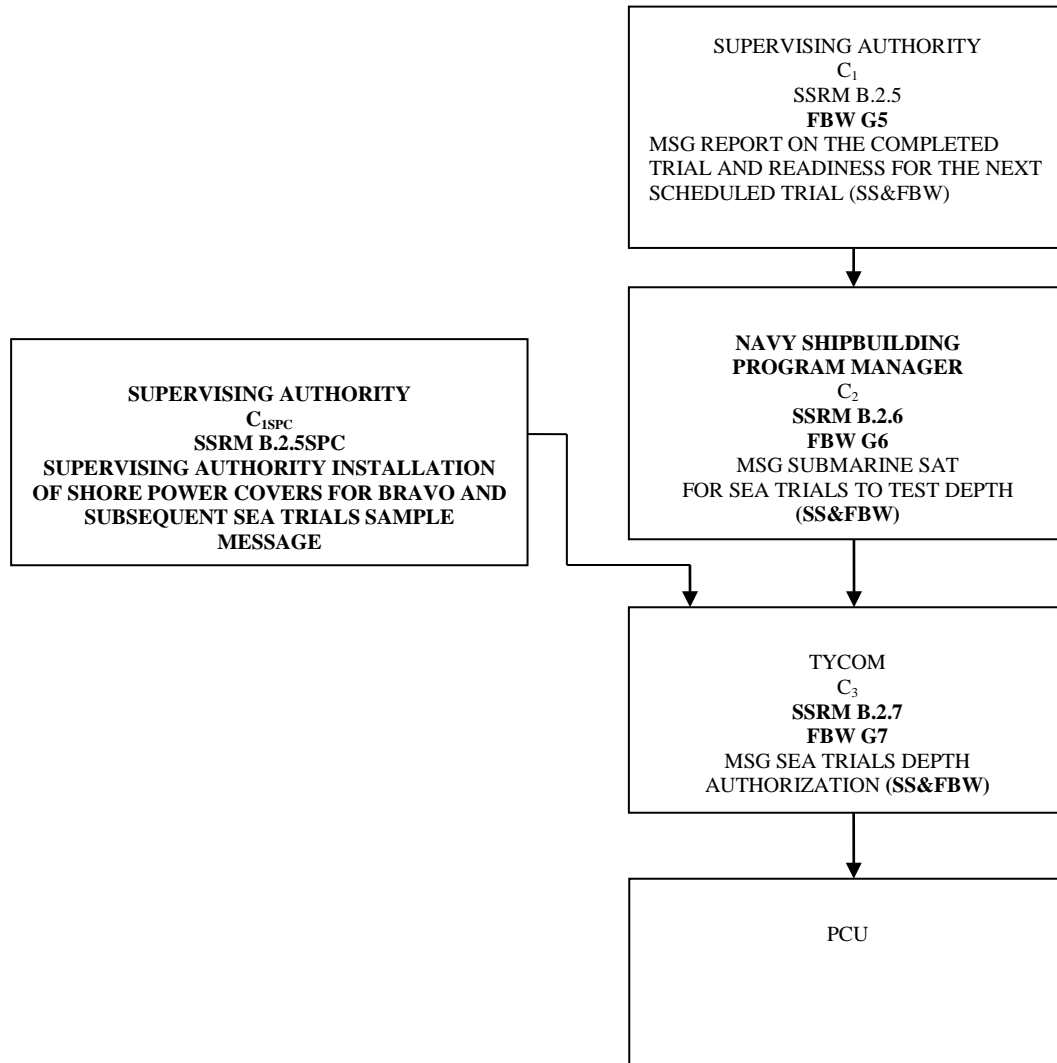 SUPERVISING AUTHORITY
C1
SSRM B.2.5
FBW G5
MSG REPORT ON THE COMPLETED
TRIAL AND READINESS FOR THE NEXT
SCHEDULED TRIAL (SS&FBW)
NAVY SHIPBUILDING
PROGRAM MANAGER
C2
SSRM B.2.6
FBW G6
MSG SUBMARINE SAT
FOR SEA TRIALS TO TEST DEPTH
(SS&FBW)
SUPERVISING AUTHORITY
C1SPC
SSRM B.2.5SPC
SUPERVISING AUTHORITY INSTALLATION
OF SHORE POWER COVERS FOR BRAVO AND
SUBSEQUENT SEA TRIALS SAMPLE
MESSAGE
TYCOM
C3
SSRM B.2.7
FBW G7
MSG SEA TRIALS DEPTH
AUTHORIZATION (SS&FBW)
PCU